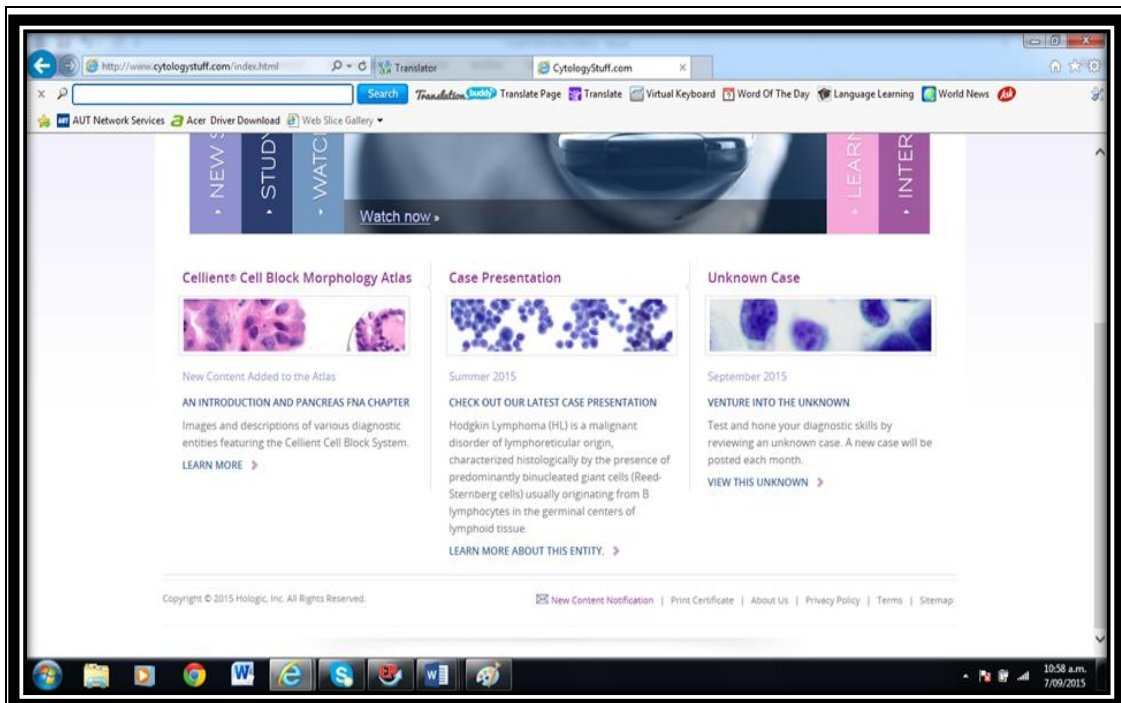 http://www.cytologystuff.com/index.html
Translator
CytologyStuff.com
Search
Translation buddy
Translate Page
Translate
Virtual Keyboard
Word Of The Day
Language Learning
World News
Ask
AUT Network Services
Acer Driver Download
Web Slice Gallery
STUDY
Watch now »
LEARN
Cellient® Cell Block Morphology Atlas
New Content Added to the Atlas
AN INTRODUCTION AND PANCREAS FNA CHAPTER
Images and descriptions of various diagnostic
entities featuring the Cellient Cell Block System.
LEARN MORE
Case Presentation
Summer 2015
CHECK OUT OUR LATEST CASE PRESENTATION
Hodgkin Lymphoma (HL) is a malignant
disorder of lymphoreticular origin,
characterized histologically by the presence of
predominantly binucleated giant cells (Reed-
Sternberg cells) usually originating from B
lymphocytes in the germinal centers of
lymphoid tissue.
LEARN MORE ABOUT THIS ENTITY.
Unknown Case
September 2015
VENTURE INTO THE UNKNOWN
Test and hone your diagnostic skills by
reviewing an unknown case. A new case will be
posted each month.
VIEW THIS UNKNOWN
Copyright © 2015 Hologic, Inc. All Rights Reserved.
New Content Notification | Print Certificate | About Us | Privacy Policy | Terms | Sitemap
10:58 a.m.
7/09/2015